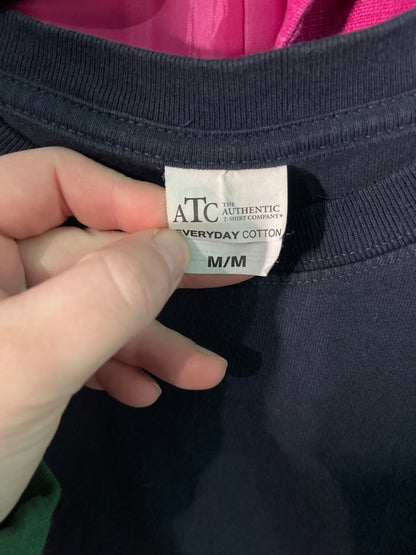 ATC THE
AUTHENTIC
T-SHIRT COMPANY®
EVERYDAY COTTON
M/M